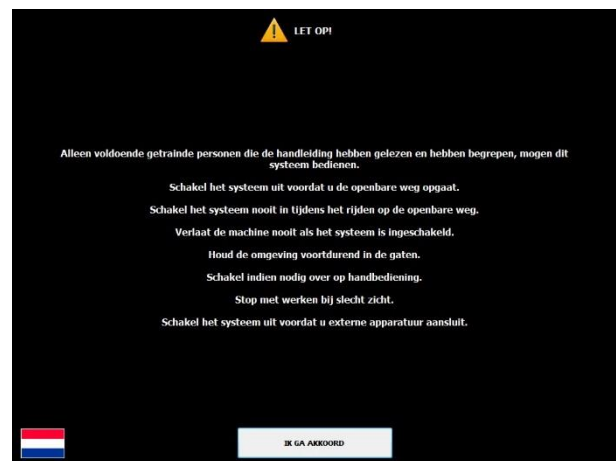 LET OP!
Alleen voldoende getrainde personen die de handleiding hebben gelezen en hebben begrepen, mogen dit
systeem bedienen.
Schakel het systeem uit voordat u de openbare weg opgaat.
Schakel het systeem nooit in tijdens het rijden op de openbare weg.
Verlaat de machine nooit als het systeem is ingeschakeld.
Houd de omgeving voortdurend in de gaten.
Schakel indien nodig over op handbediening.
Stop met werken bij slecht zicht.
Schakel het systeem uit voordat u externe apparatuur aansluit.
IK GA AKKOORD